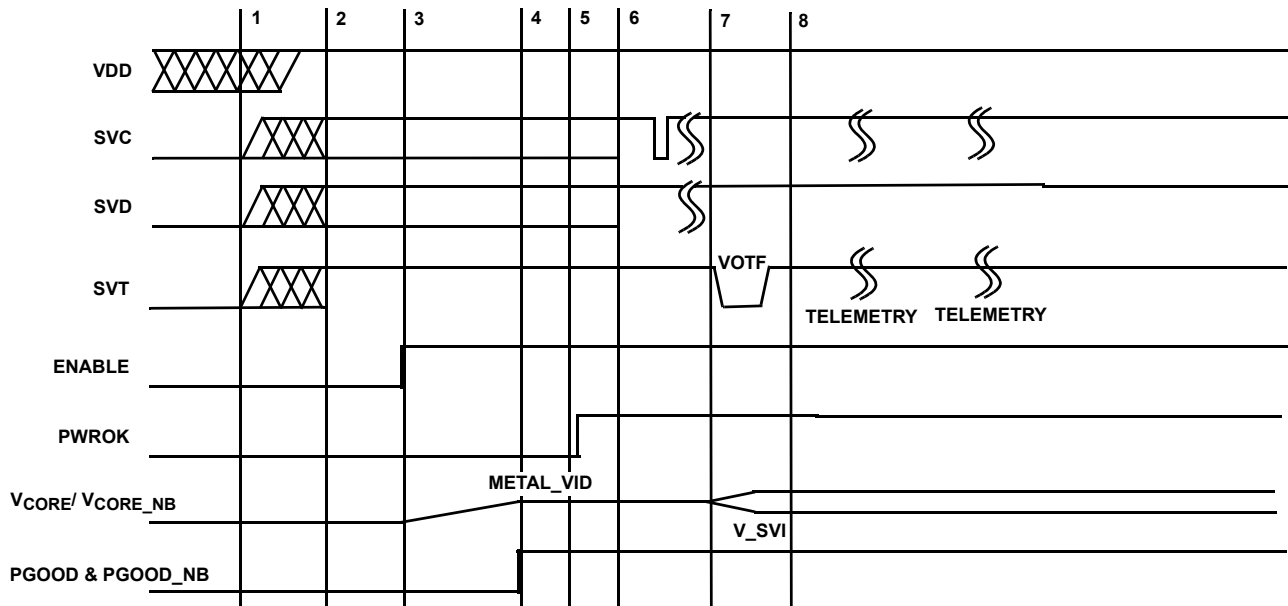 1 2 3 4 5 6 7 8
VDD
SVC
SVD
SVT
VOTF
TELEMETRY TELEMETRY
ENABLE
PWROK
METAL_VID
VCORE/ VCORE_NB
V_SVI
PGOOD & PGOOD_NB